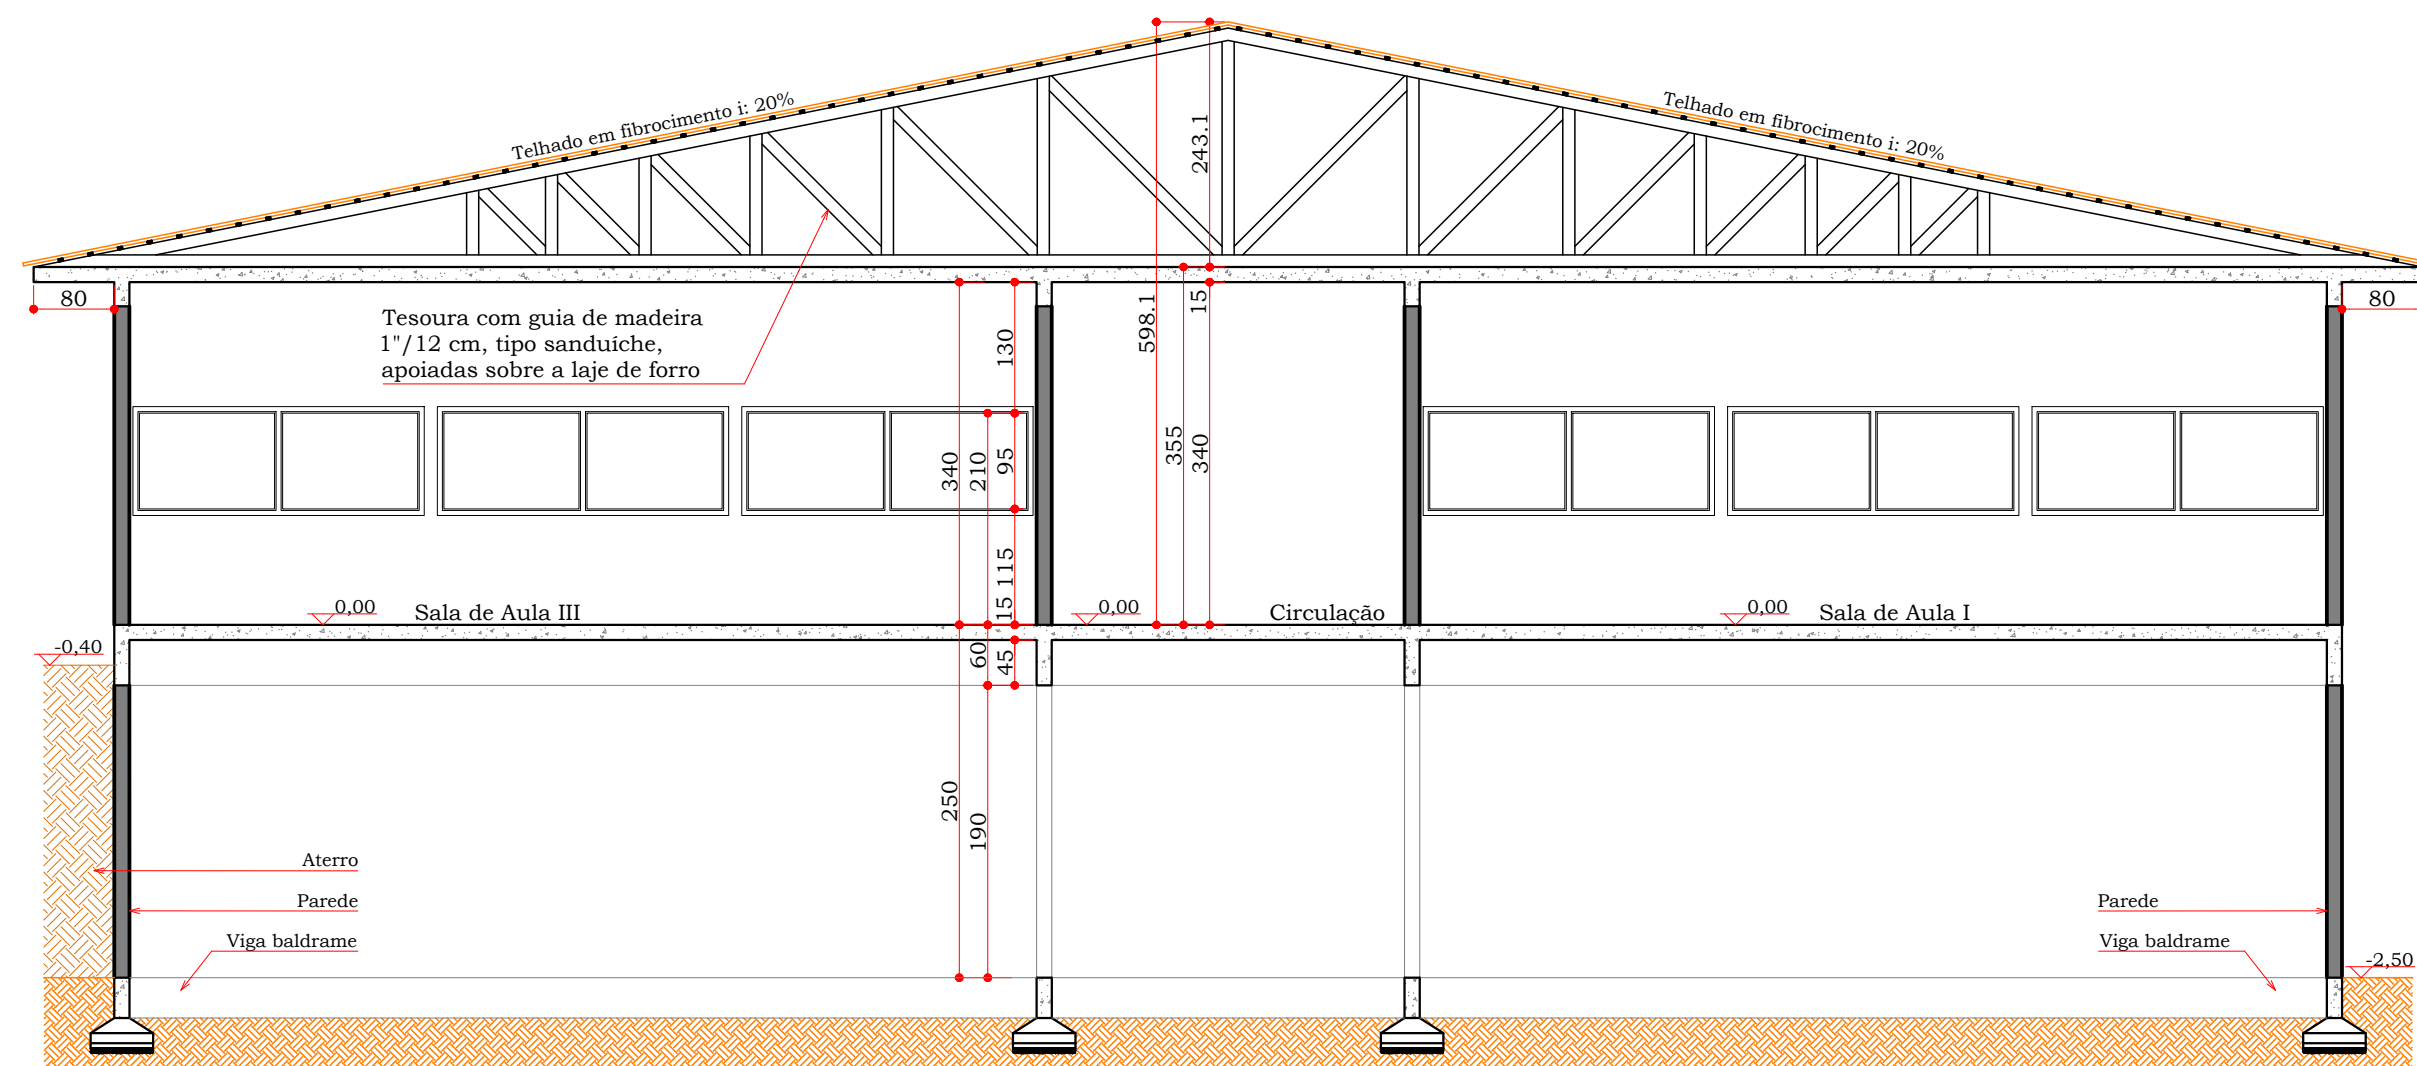 Telhado em fibrocimento i: 20%
Telhado em fibrocimento i: 20%
243.1
80
80
Tesoura com guia de madeira
1"/12 cm, tipo sanduíche,
apoiadas sobre a laje de forro
598.1
15
130
355
340
340
210
95
115
15
0,00
Sala de Aula III
0,00
Circulação
0,00
Sala de Aula I
-0,40
60
45
250
190
Aterro
Parede
Viga baldrame
Parede
Viga baldrame
-2,50